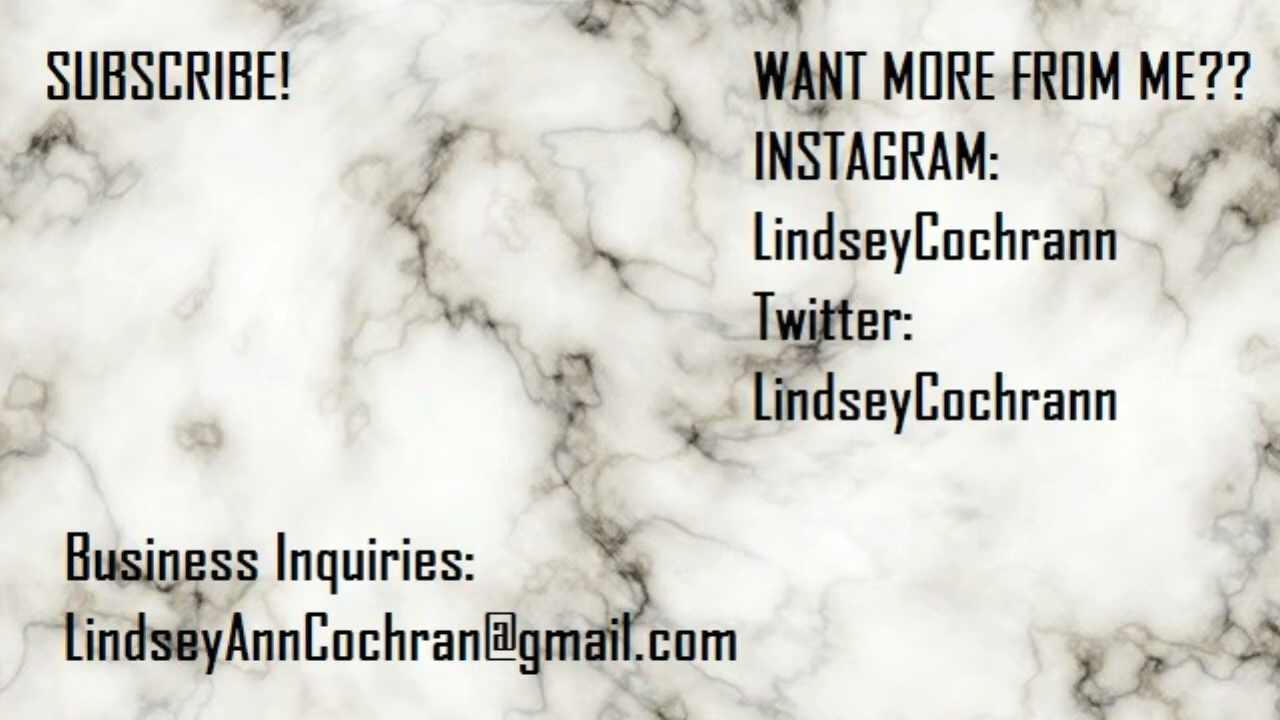 SUBSCRIBE!
WANT MORE FROM ME??
INSTAGRAM:
LindseyCochrann
Twitter:
LindseyCochrann
Business Inquiries:
LindseyAnnCochran@gmail.com